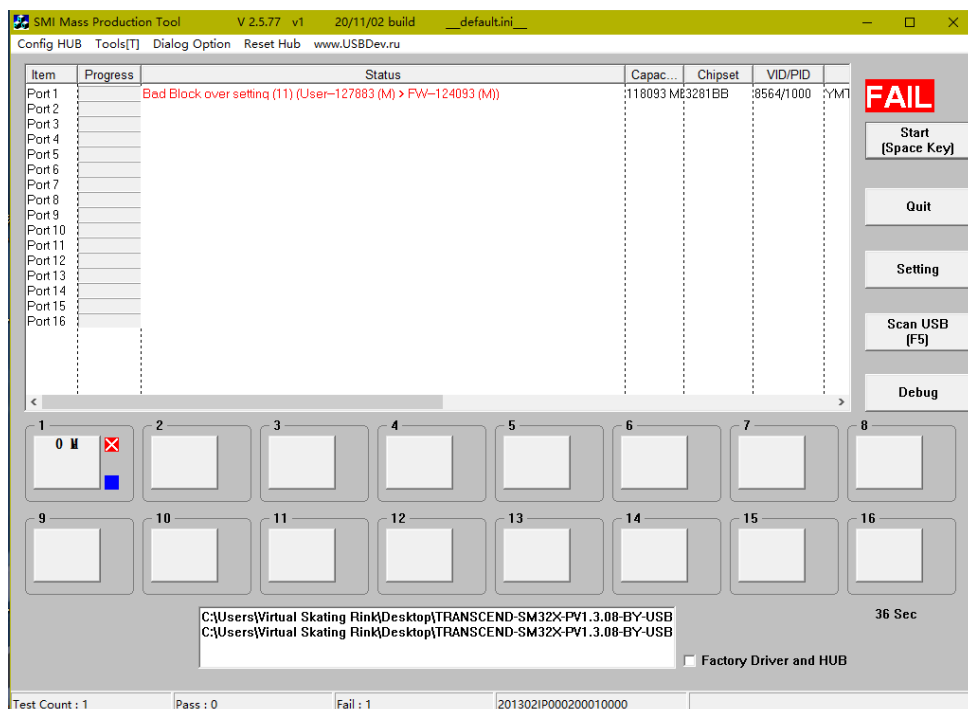 SMI Mass Production Tool V 2.5.77 v1 20/11/02 build __default.ini__
Config HUB Tools[T] Dialog Option Reset Hub www.USBDev.ru
Item Progress Status Capac... Chipset VID/PID
Port 1 Bad Block over setting (11) (User--127883 (M) > FW--124093 (M)) 118093 M 3281BB 8564/1000 YMT
Port 2
Port 3
Port 4
Port 5
Port 6
Port 7
Port 8
Port 9
Port 10
Port 11
Port 12
Port 13
Port 14
Port 15
Port 16
FAIL
Start
(Space Key)
Quit
Setting
Scan USB
(F5)
Debug
1 2 3 4 5 6 7 8
0 M
9 10 11 12 13 14 15 16
C:\Users\Virtual Skating Rink\Desktop\TRANSCEND-SM32X-PV1.3.08-BY-USB
C:\Users\Virtual Skating Rink\Desktop\TRANSCEND-SM32X-PV1.3.08-BY-USB
36 Sec
Factory Driver and HUB
Test Count : 1 Pass : 0 Fail : 1 201302IP000200010000